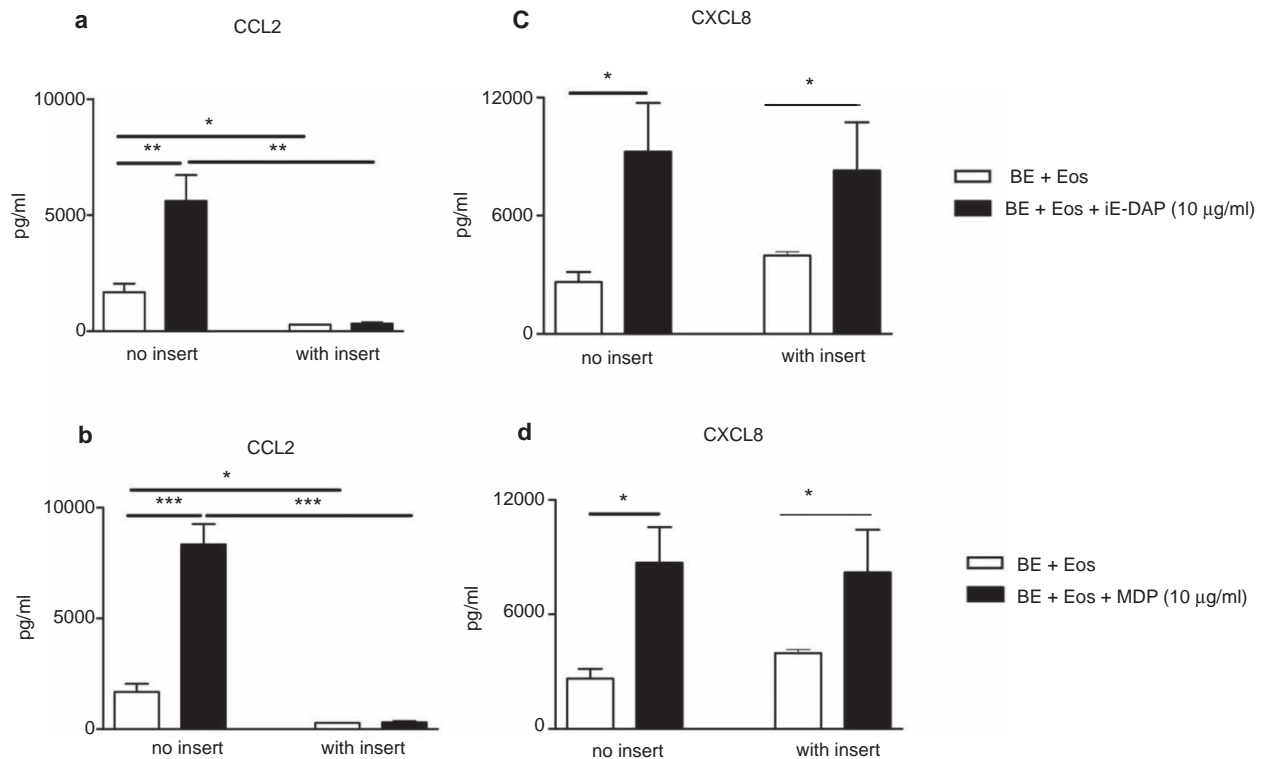 a
CCL2
10000
5000
0
pg/ml
*
**
**
no insert
with insert
C
CXCL8
12000
6000
0
pg/ml
*
*
no insert
with insert
BE + Eos
BE + Eos + iE-DAP (10 µg/ml)
b
CCL2
10000
5000
0
pg/ml
*
***
***
no insert
with insert
d
CXCL8
12000
6000
0
pg/ml
*
*
no insert
with insert
BE + Eos
BE + Eos + MDP (10 µg/ml)